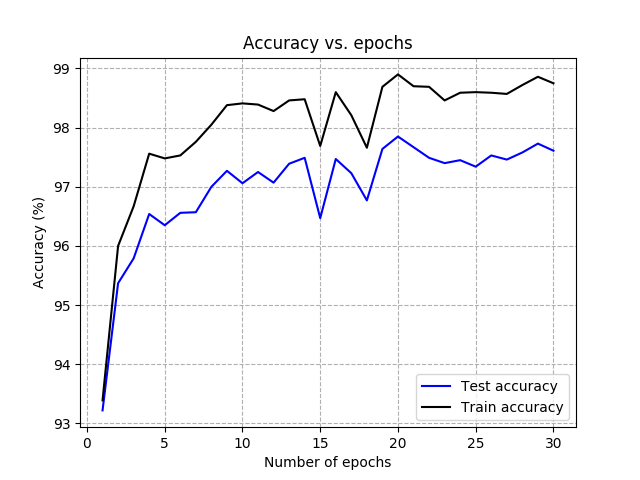 Accuracy vs. epochs
99
98
97
96
95
94
93
Accuracy (%)
0 5 10 15 20 25 30
Number of epochs
Test accuracy
Train accuracy